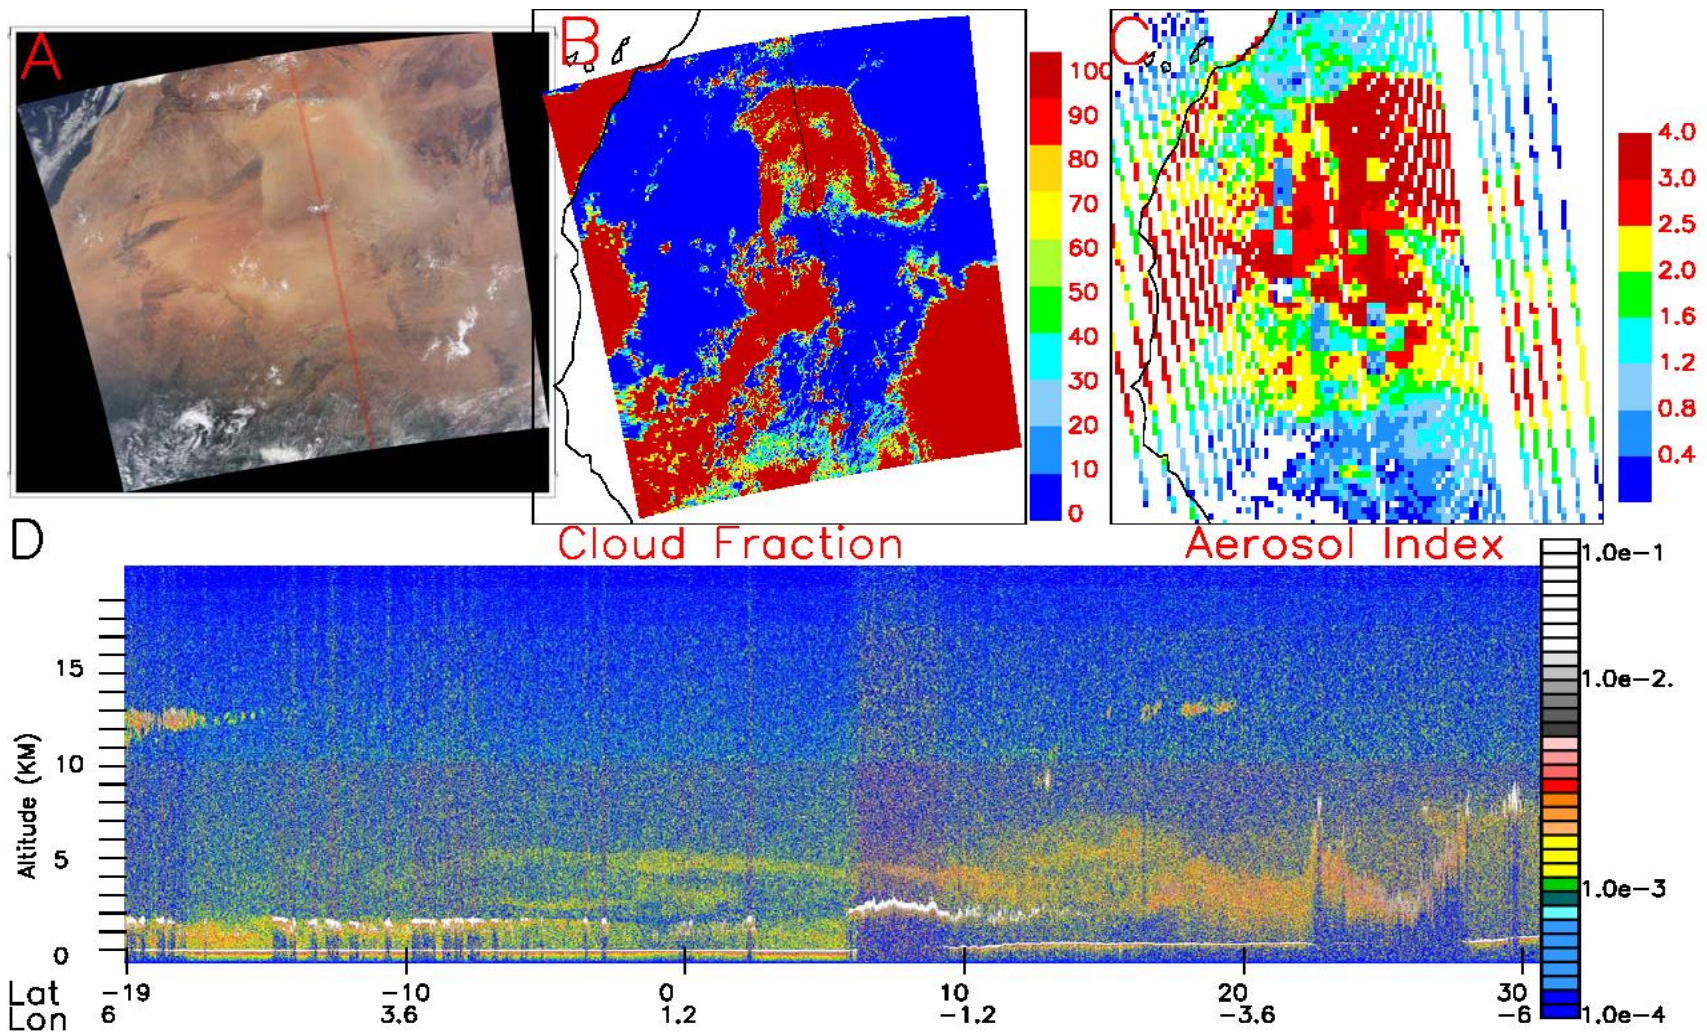 A
B
C
100
90
80
70
60
50
40
30
20
10
0
4.0
3.0
2.5
2.0
1.6
1.2
0.8
0.4
Cloud Fraction
Aerosol Index
D
1.0e-1
1.0e-2.
1.0e-3
1.0e-4
Altitude (KM)
15
10
5
0
Lat -19 -10 0 10 20 30
Lon 6 3.6 1.2 -1.2 -3.6 -6